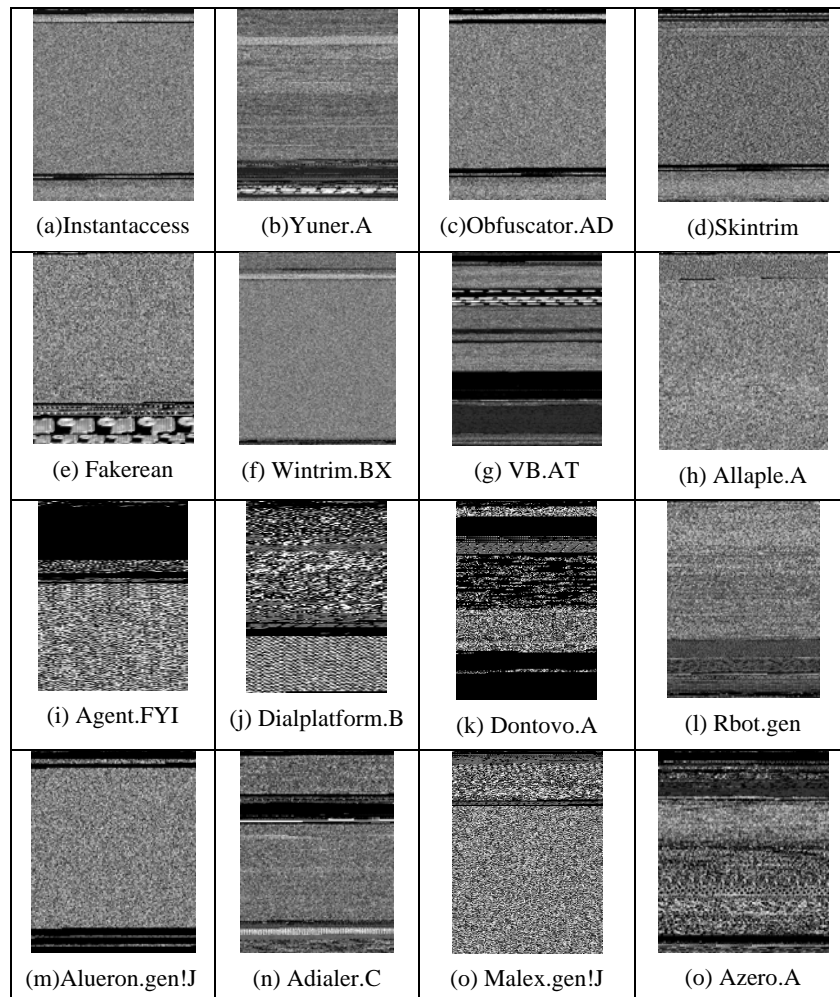 (a)Instantaccess
(b)Yuner.A
(c)Obfuscator.AD
(d)Skintrim
(e) Fakerean
(f) Wintrim.BX
(g) VB.AT
(h) Allaple.A
(i) Agent.FYI
(j) Dialplatform.B
(k) Dontovo.A
(l) Rbot.gen
(m)Alueron.gen!J
(n) Adialer.C
(o) Malex.gen!J
(o) Azero.A